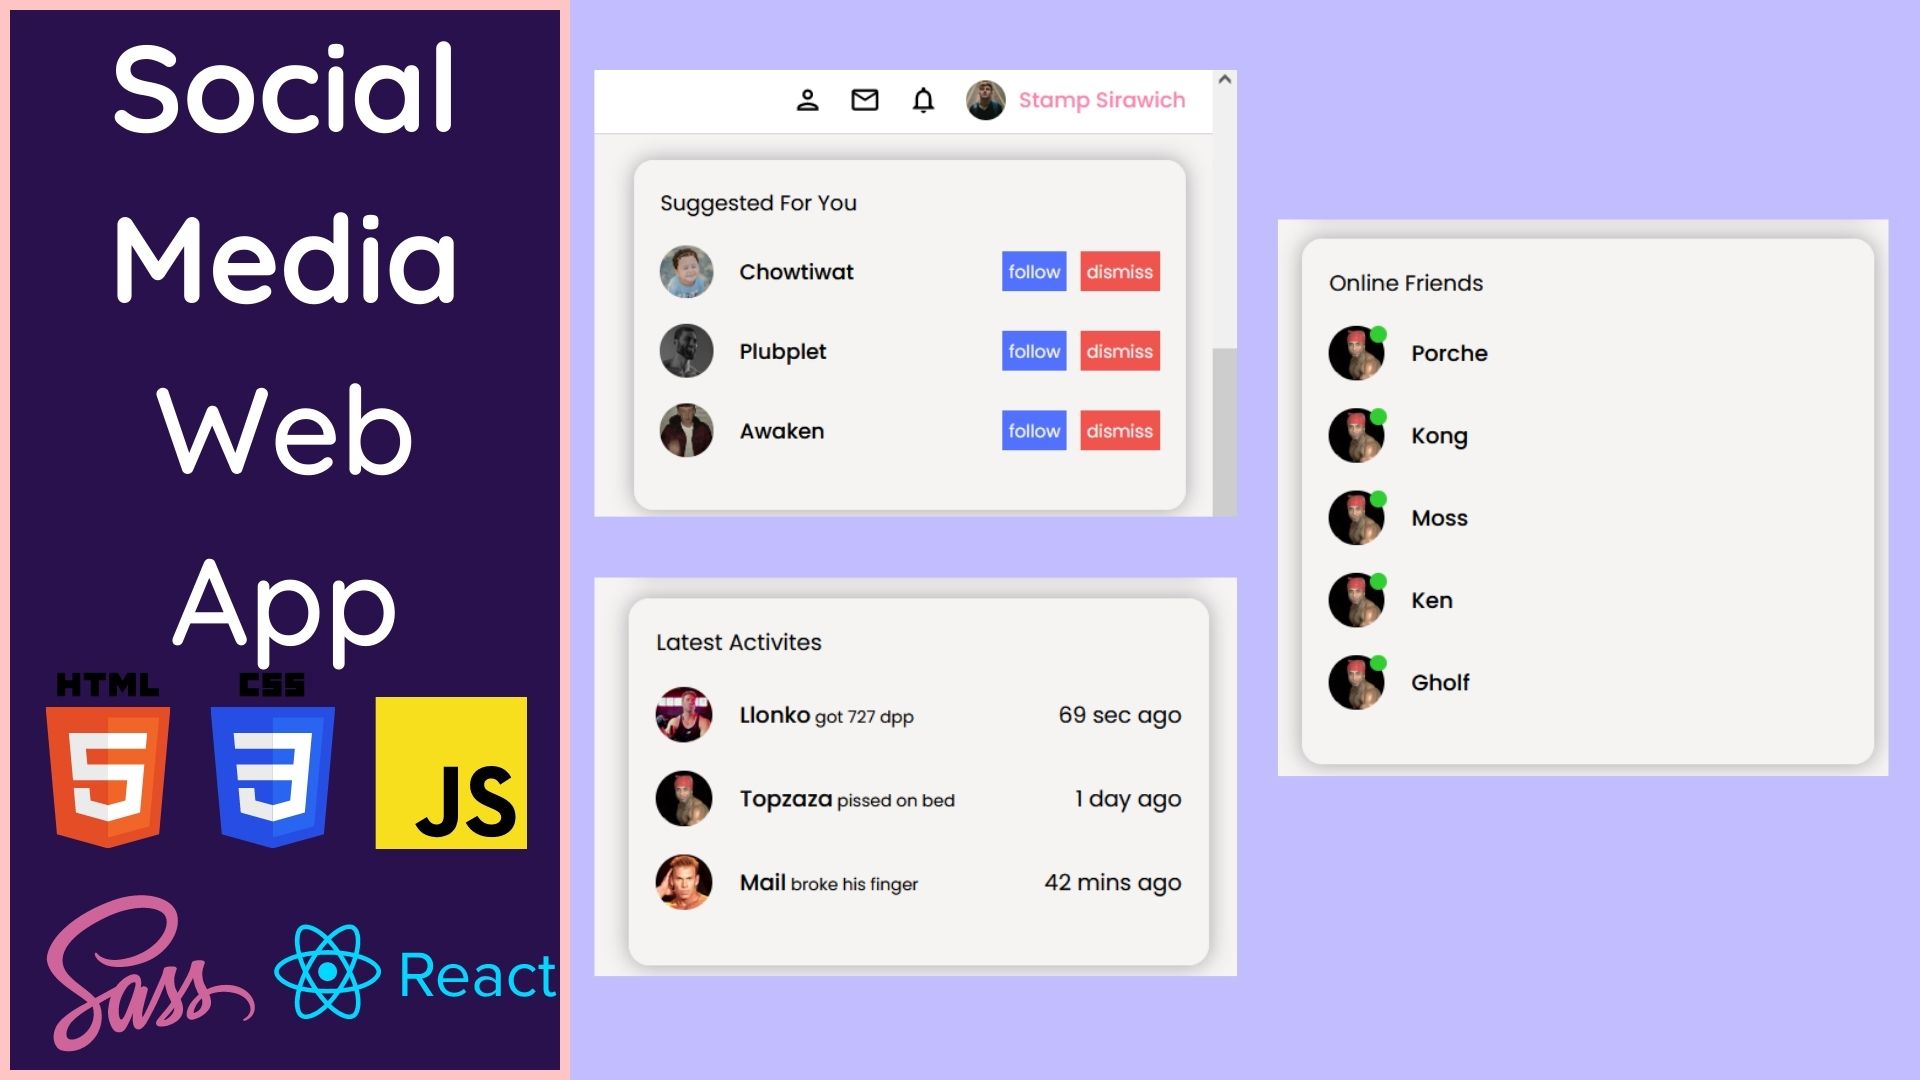 Social
Media
Web
App
HTML
CSS
JS
Sass
React
Stamp Sirawich
Suggested For You
Chowtiwat follow dismiss
Plubplet follow dismiss
Awaken follow dismiss
Latest Activites
Llonko got 727 dpp 69 sec ago
Topzaza pissed on bed 1 day ago
Mail broke his finger 42 mins ago
Online Friends
Porche
Kong
Moss
Ken
Gholf